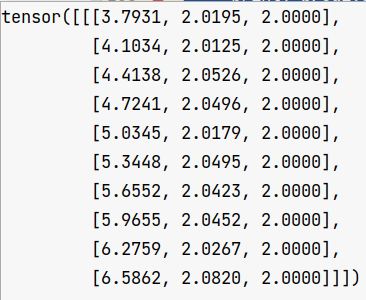 tensor([[[3.7931, 2.0195, 2.0000],
[4.1034, 2.0125, 2.0000],
[4.4138, 2.0526, 2.0000],
[4.7241, 2.0496, 2.0000],
[5.0345, 2.0179, 2.0000],
[5.3448, 2.0495, 2.0000],
[5.6552, 2.0423, 2.0000],
[5.9655, 2.0452, 2.0000],
[6.2759, 2.0267, 2.0000],
[6.5862, 2.0820, 2.0000]]])